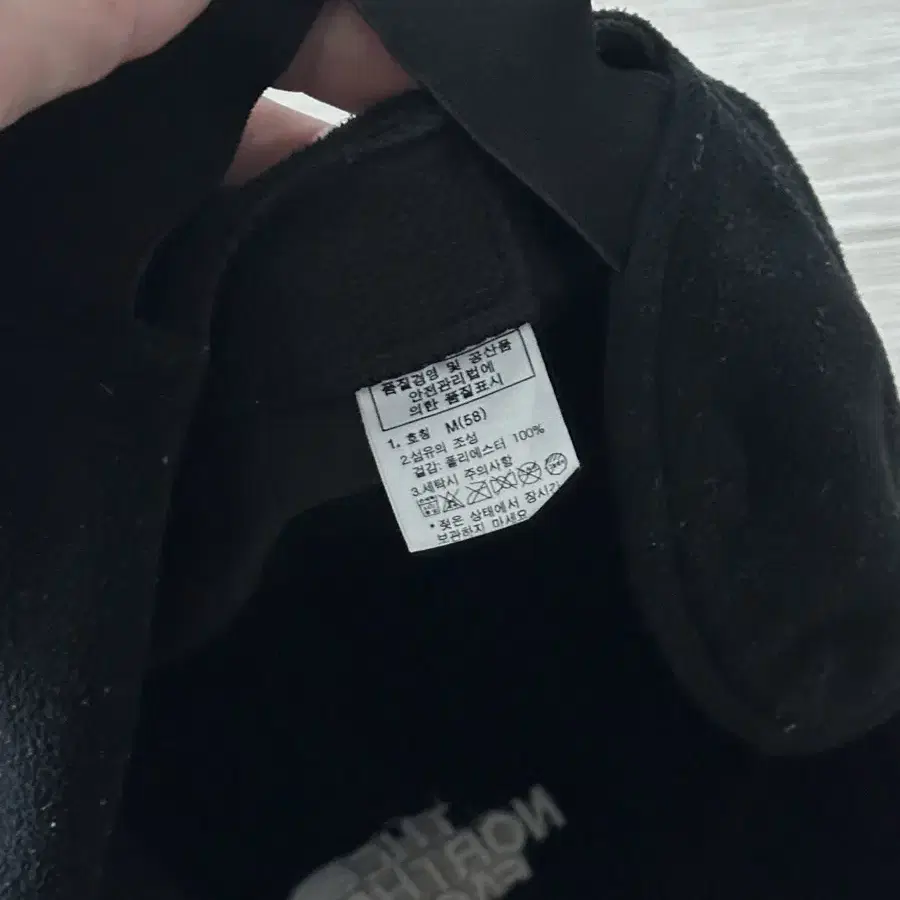 품질경영 및 공산품
안전관리법에
의한 품질표시
1. 호칭 M(58)
2.섬유의 조성
겉감: 폴리에스터 100%
3.세탁시 주의사항
*젖은 상태에서 장시간
보관하지 마세요
THE
NORTH